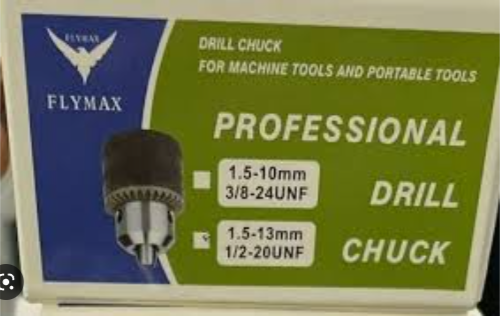 FLYMAX
FLYMAX
DRILL CHUCK
FOR MACHINE TOOLS AND PORTABLE TOOLS
PROFESSIONAL
1.5-10mm
3/8-24UNF
DRILL
1.5-13mm
1/2-20UNF
CHUCK